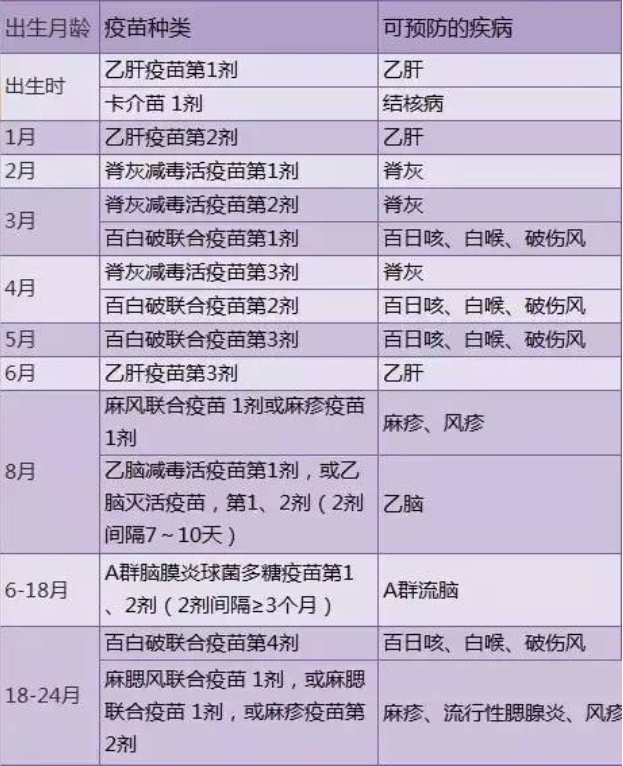 出生月龄 疫苗种类 可预防的疾病
出生时 乙肝疫苗第1剂 乙肝
卡介苗 1剂 结核病
1月 乙肝疫苗第2剂 乙肝
2月 脊灰减毒活疫苗第1剂 脊灰
3月 脊灰减毒活疫苗第2剂 脊灰
百白破联合疫苗第1剂 百日咳、白喉、破伤风
4月 脊灰减毒活疫苗第3剂 脊灰
百白破联合疫苗第2剂 百日咳、白喉、破伤风
5月 百白破联合疫苗第3剂 百日咳、白喉、破伤风
6月 乙肝疫苗第3剂 乙肝
8月 麻风联合疫苗 1剂或麻疹疫苗
1剂
麻疹、风疹
乙脑减毒活疫苗第1剂，或乙
脑灭活疫苗，第1、2剂（2剂
间隔7～10天）
乙脑
6-18月 A群脑膜炎球菌多糖疫苗第1
、2剂（2剂间隔≥3个月）
A群流脑
18-24月 百白破联合疫苗第4剂 百日咳、白喉、破伤风
麻腮风联合疫苗 1剂，或麻腮
联合疫苗 1剂，或麻疹疫苗第
2剂
麻疹、流行性腮腺炎、风疹